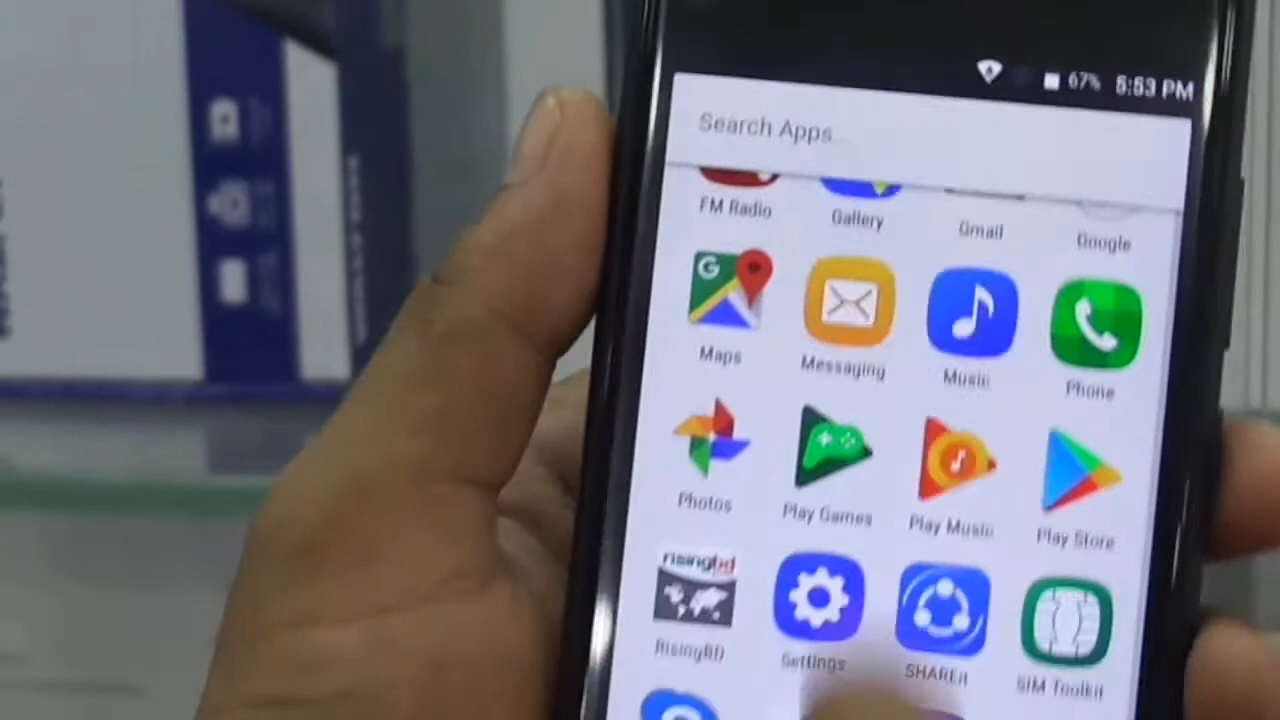 67% 5:53 PM
Search Apps
FM Radio Gallery Gmail Google
G
Maps Messaging Music Phone
Photos Play Games Play Music Play Store
risingbd
RisingBD Settings SHAREit SIM Toolkit